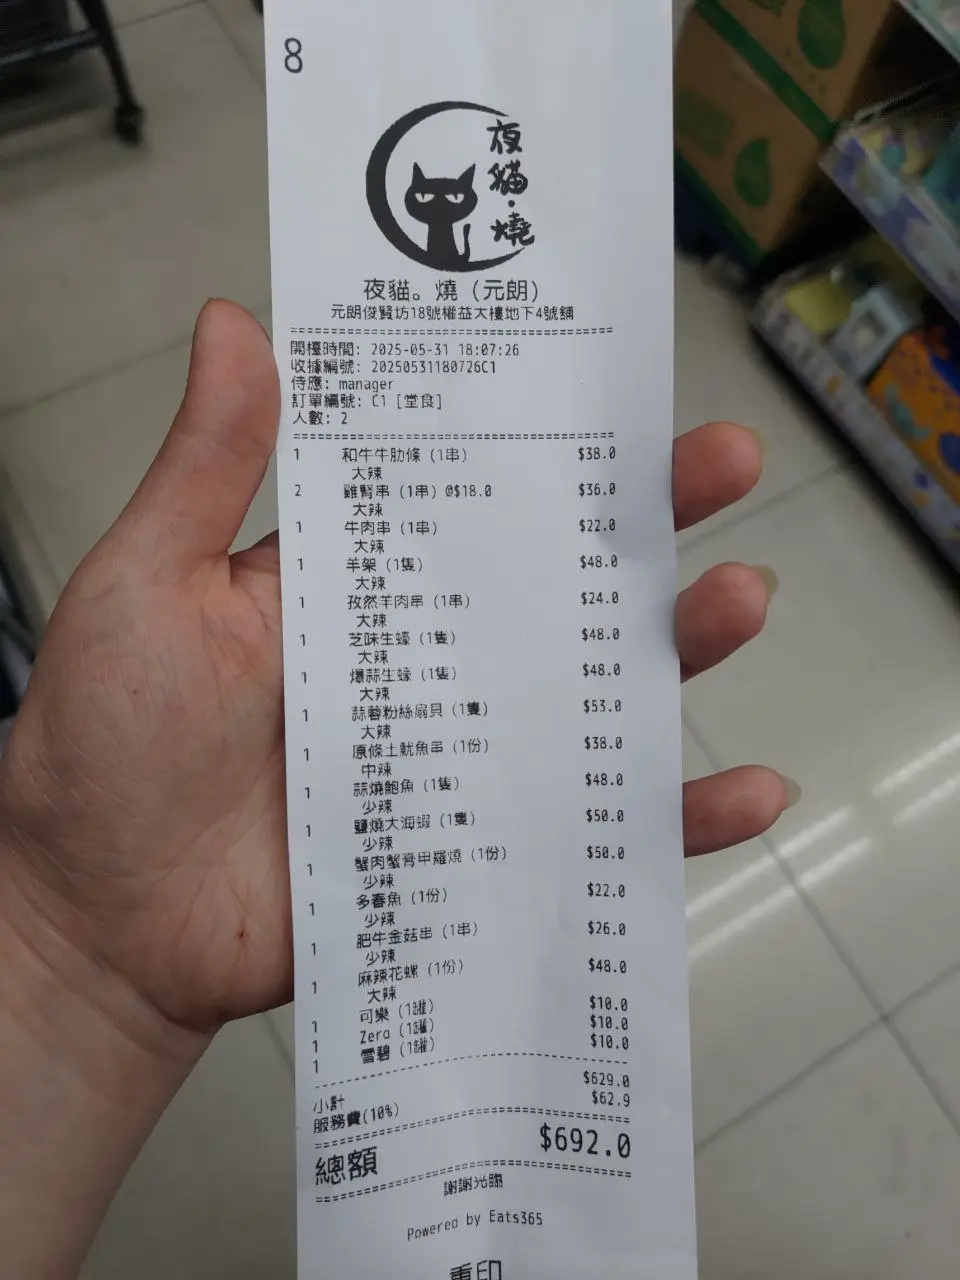 8
夜貓·燒
夜貓。燒（元朗）
元朗俊賢坊18號權益大樓地下4號舖
開檯時間: 2025-05-31 18:07:26
收據編號: 20250531180726C1
侍應: manager
訂單編號: C1 [堂食]
人數: 2
1 和牛牛肋條 (1串) $38.0
大辣
2 雞腎串 (1串) @$18.0 $36.0
大辣
1 牛肉串 (1串) $22.0
大辣
1 羊架 (1隻) $48.0
大辣
1 孜然羊肉串 (1串) $24.0
大辣
1 芝味生蠔 (1隻) $48.0
大辣
1 爆蒜生蠔 (1隻) $48.0
大辣
1 蒜蓉粉絲扇貝 (1隻) $53.0
大辣
1 原條土魷魚串 (1份) $38.0
中辣
1 蒜燒鮑魚 (1隻) $48.0
少辣
1 鹽燒大海蝦 (1隻) $50.0
少辣
1 蟹肉蟹膏甲羅燒 (1份) $50.0
少辣
1 多春魚 (1份) $22.0
少辣
1 肥牛金菇串 (1串) $26.0
少辣
1 麻辣花螺 (1份) $48.0
大辣
1 可樂 (1罐) $10.0
1 Zero (1罐) $10.0
1 雪碧 (1罐) $10.0
小計 $629.0
服務費(10%) $62.9
總額 $692.0
謝謝光臨
Powered by Eats365
重印